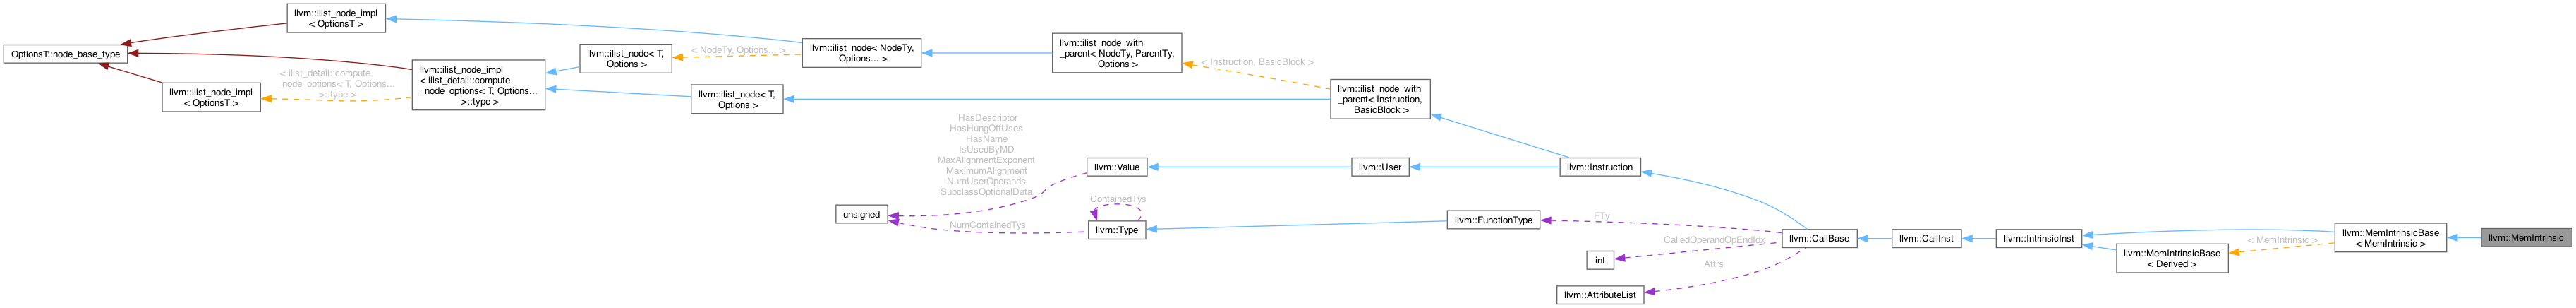 llvm::ilist_node_impl
< OptionsT >
OptionsT::node_base_type
llvm::ilist_node_impl
< OptionsT >
< ilist_detail::compute
_node_options< T, Options...
>::type >
llvm::ilist_node_impl
< ilist_detail::compute
_node_options< T, Options...
>::type >
llvm::ilist_node< T,
Options >
< NodeTy, Options... >
llvm::ilist_node< T,
Options >
llvm::ilist_node< NodeTy,
Options... >
llvm::ilist_node_with
_parent< NodeTy, ParentTy,
Options >
< Instruction, BasicBlock >
llvm::ilist_node_with
_parent< Instruction,
BasicBlock >
HasDescriptor
HasHungOffUses
HasName
IsUsedByMD
MaxAlignmentExponent
MaximumAlignment
NumUserOperands
SubclassOptionalData
unsigned
NumContainedTys
llvm::Value
ContainedTys
llvm::Type
llvm::User
llvm::FunctionType
llvm::Instruction
FTy
CalledOperandOpEndIdx
int
Attrs
llvm::AttributeList
llvm::CallBase
llvm::CallInst
llvm::IntrinsicInst
llvm::MemIntrinsicBase
< Derived >
< MemIntrinsic >
llvm::MemIntrinsicBase
< MemIntrinsic >
llvm::MemIntrinsic